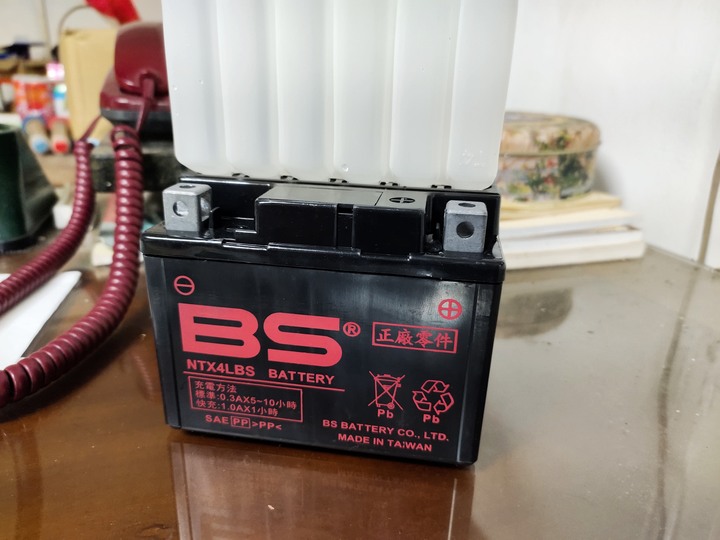 BS®
正廠零件
NTX4LBS BATTERY
充電方法
標準:0.3AX5~10小時
快充:1.0AX1小時
SAE PP >PP<
Pb
Pb
BS BATTERY CO., LTD.
MADE IN TAIWAN